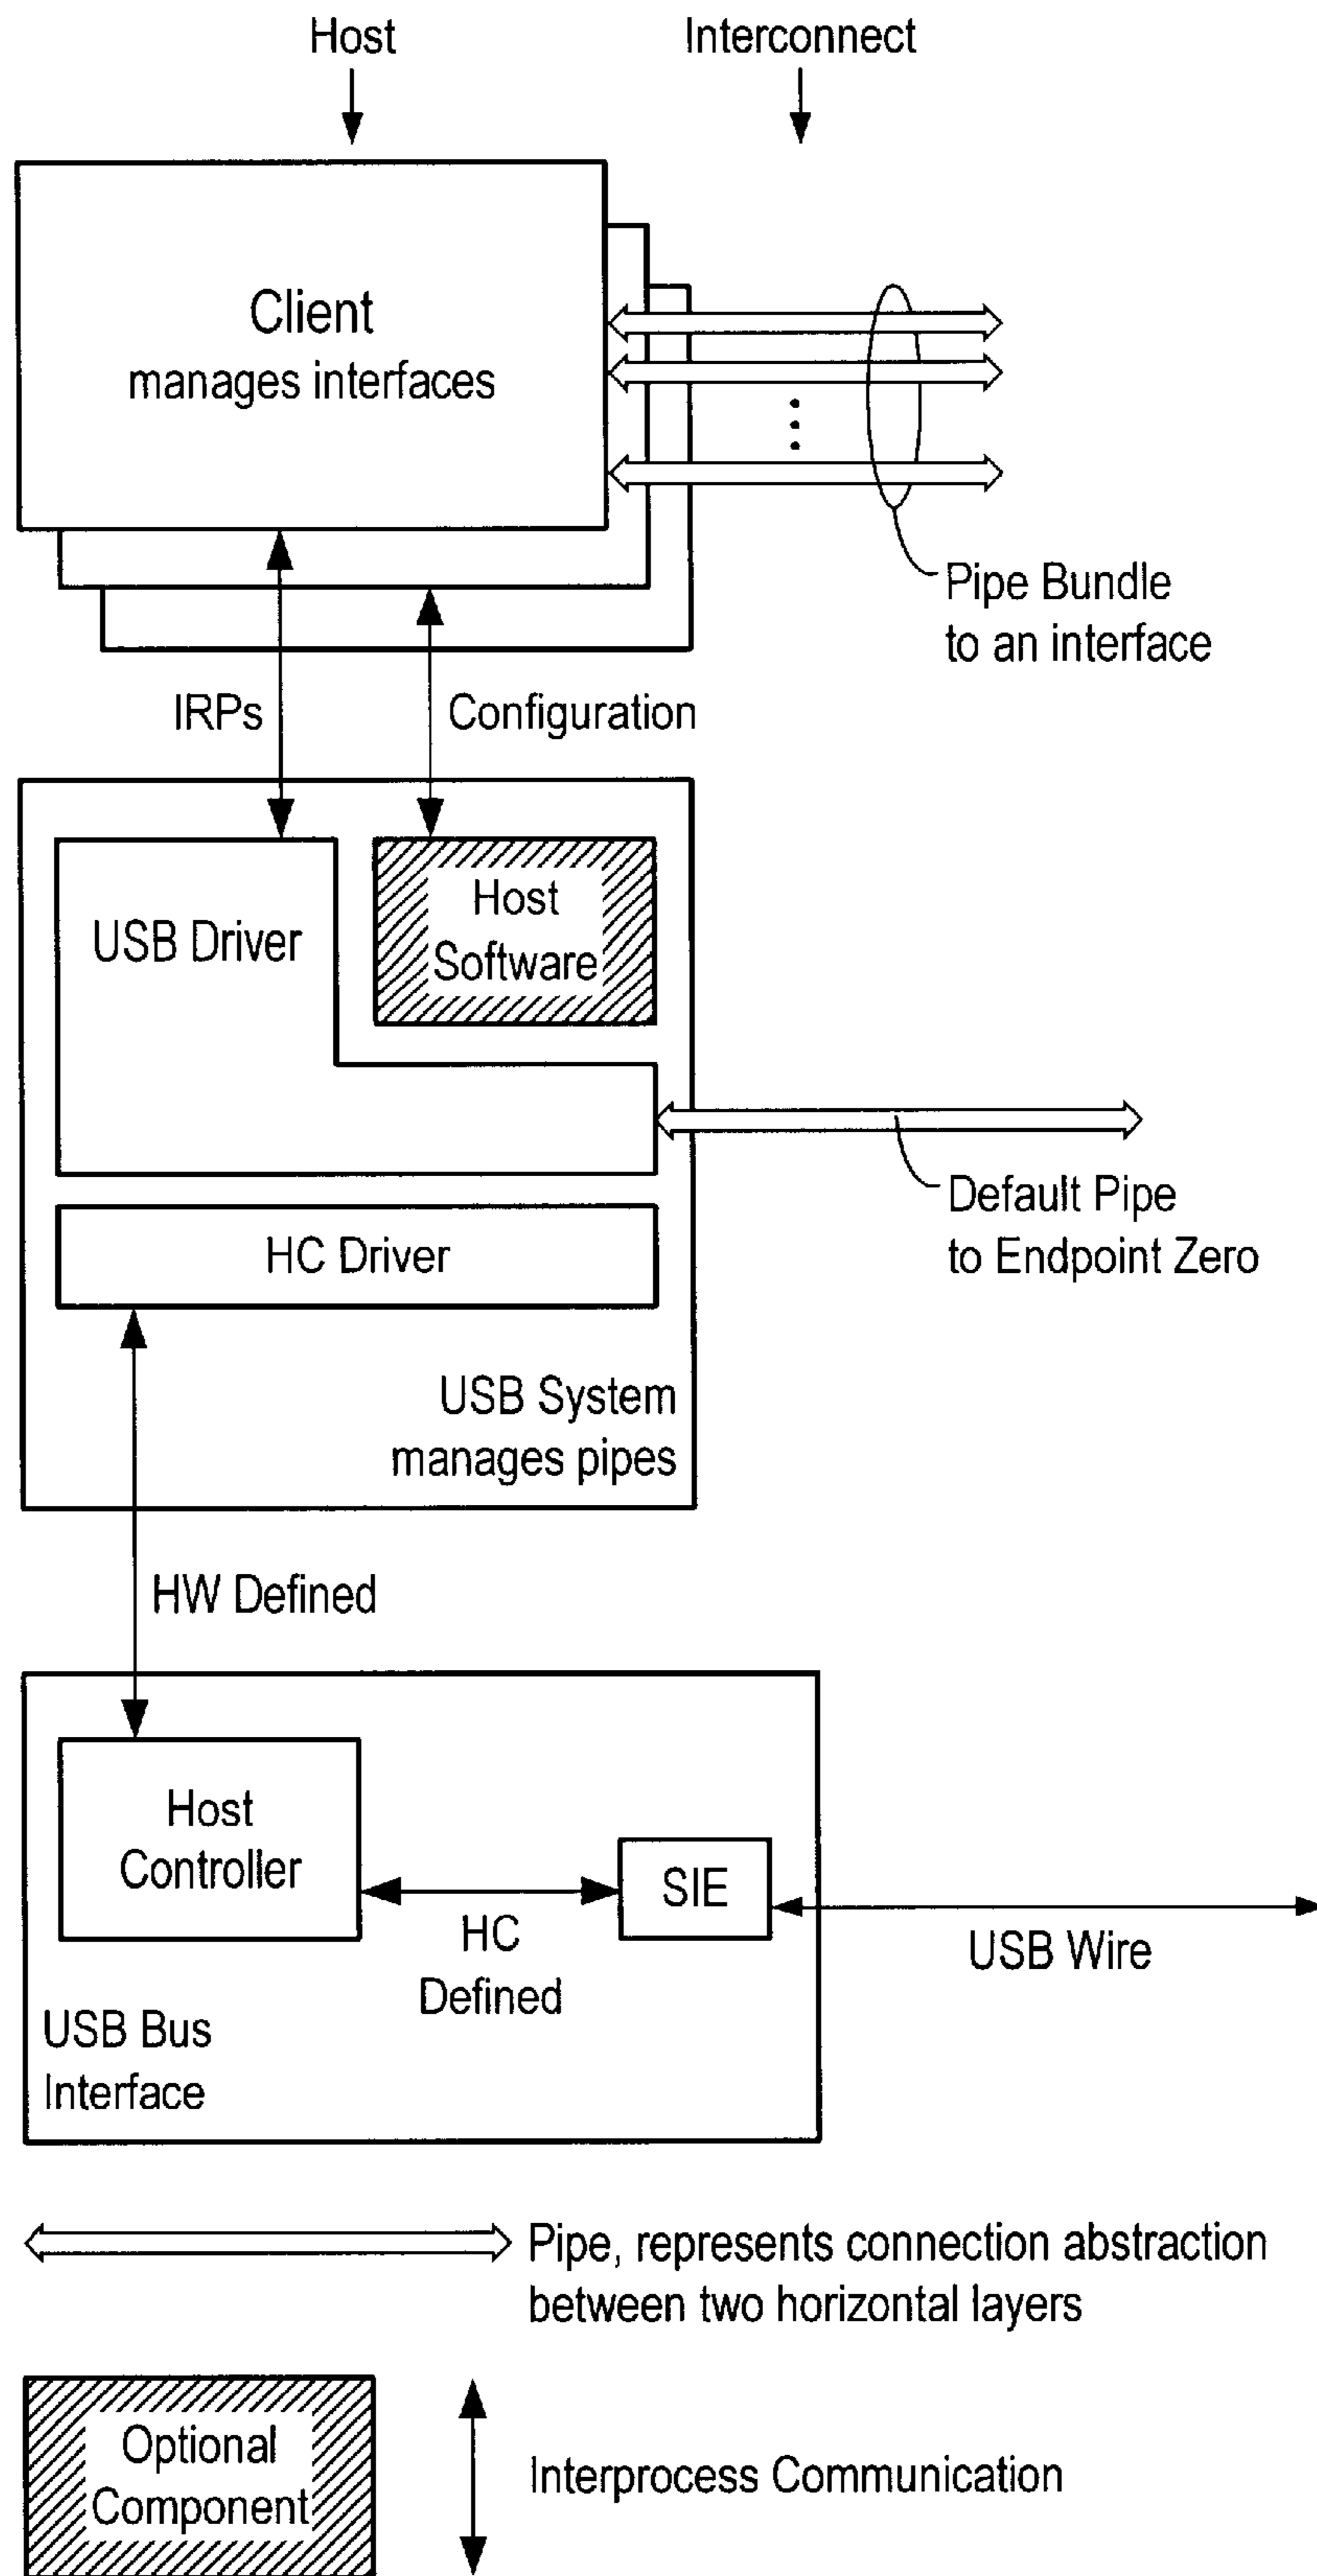 Host
Interconnect
Client
manages interfaces
Pipe Bundle
to an interface
IRPs
Configuration
USB Driver
Host
Software
Default Pipe
to Endpoint Zero
HC Driver
USB System
manages pipes
HW Defined
Host
Controller
SIE
HC
Defined
USB Wire
USB Bus
Interface
Pipe, represents connection abstraction
between two horizontal layers
Optional
Component
Interprocess Communication